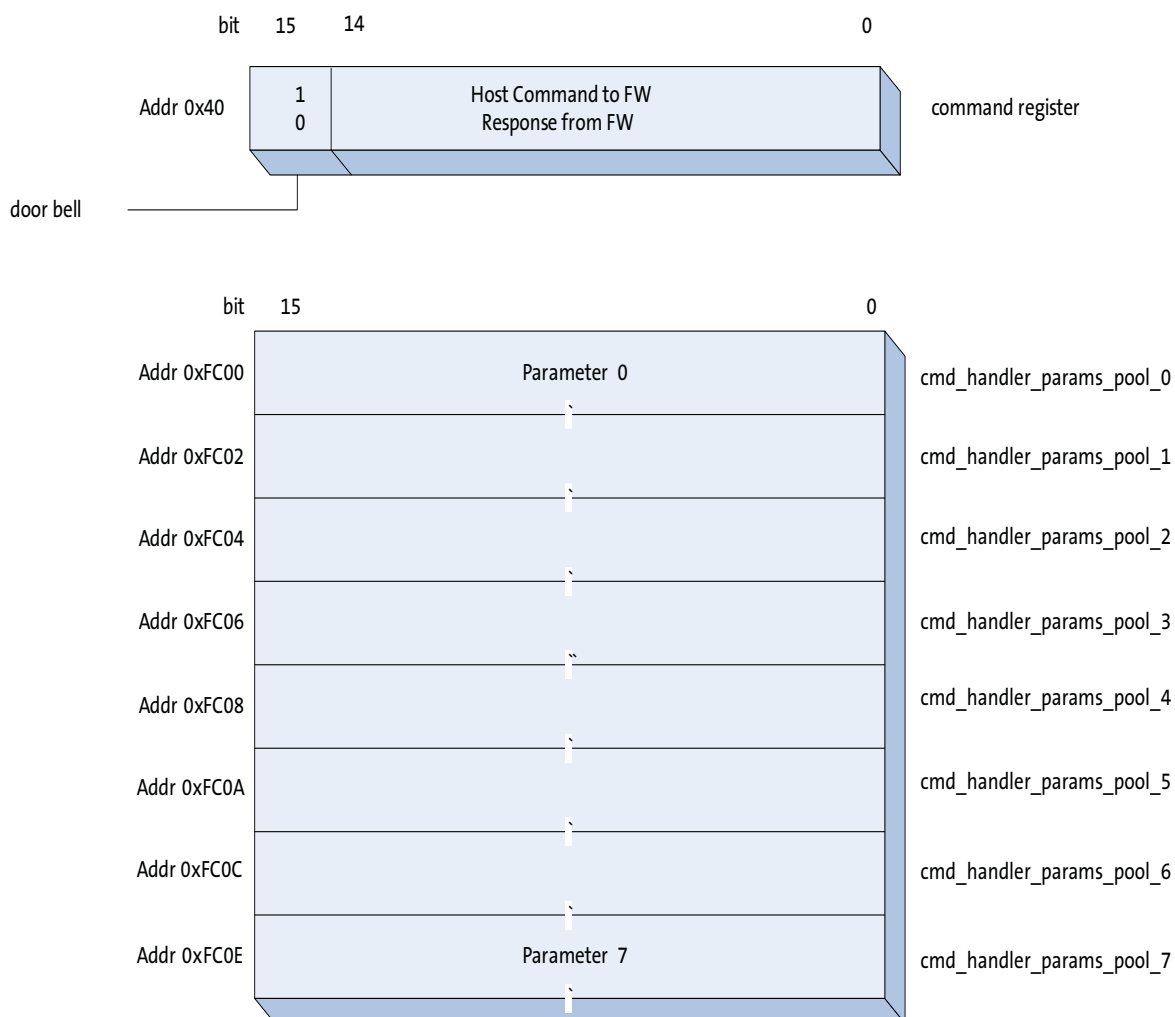 bit 15 14 0
Addr 0x40 1 Host Command to FW command register
0 Response from FW
door bell
bit 15 0
Addr 0xFC00 Parameter 0 cmd_handler_params_pool_0
`
Addr 0xFC02 cmd_handler_params_pool_1
`
Addr 0xFC04 cmd_handler_params_pool_2
`
Addr 0xFC06 cmd_handler_params_pool_3
``
Addr 0xFC08 cmd_handler_params_pool_4
`
Addr 0xFC0A cmd_handler_params_pool_5
`
Addr 0xFC0C cmd_handler_params_pool_6
`
Addr 0xFC0E Parameter 7 cmd_handler_params_pool_7
`